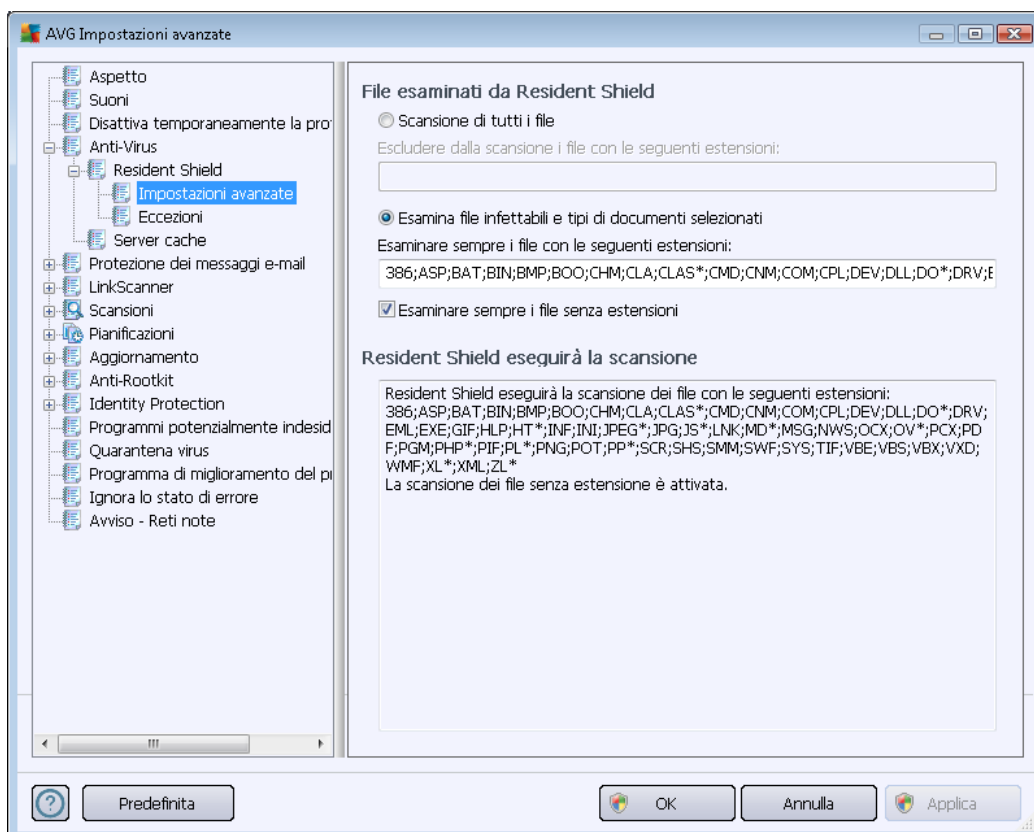 AVG Impostazioni avanzate
Aspetto
Suoni
Disattiva temporaneamente la pro
Anti-Virus
Resident Shield
Impostazioni avanzate
Eccezioni
Server cache
Protezione dei messaggi e-mail
LinkScanner
Scansioni
Pianificazioni
Aggiornamento
Anti-Rootkit
Identity Protection
Programmi potenzialmente indesid
Quarantena virus
Programma di miglioramento del pr
Ignora lo stato di errore
Avviso - Reti note
File esaminati da Resident Shield
Scansione di tutti i file
Escludere dalla scansione i file con le seguenti estensioni:
Esamina file infettabili e tipi di documenti selezionati
Esaminare sempre i file con le seguenti estensioni:
386;ASP;BAT;BIN;BMP;BOO;CHM;CLA;CLAS*;CMD;CNM;COM;CPL;DEV;DLL;DO*;DRV;E
Esaminare sempre i file senza estensioni
Resident Shield eseguirà la scansione
Resident Shield eseguirà la scansione dei file con le seguenti estensioni:
386;ASP;BAT;BIN;BMP;BOO;CHM;CLA;CLAS*;CMD;CNM;COM;CPL;DEV;DLL;DO*;DRV;
EML;EXE;GIF;HLP;HT*;INF;INI;JPEG*;JPG;JS*;LNK;MD*;MSG;NWS;OCX;OV*;PCX;PD
F;PGM;PHP*;PIF;PL*;PNG;POT;PP*;SCR;SHS;SMM;SWF;SYS;TIF;VBE;VBS;VBX;VXD;
WMF;XL*;XML;ZL*
La scansione dei file senza estensione è attivata.
Predefinita
OK
Annulla
Applica